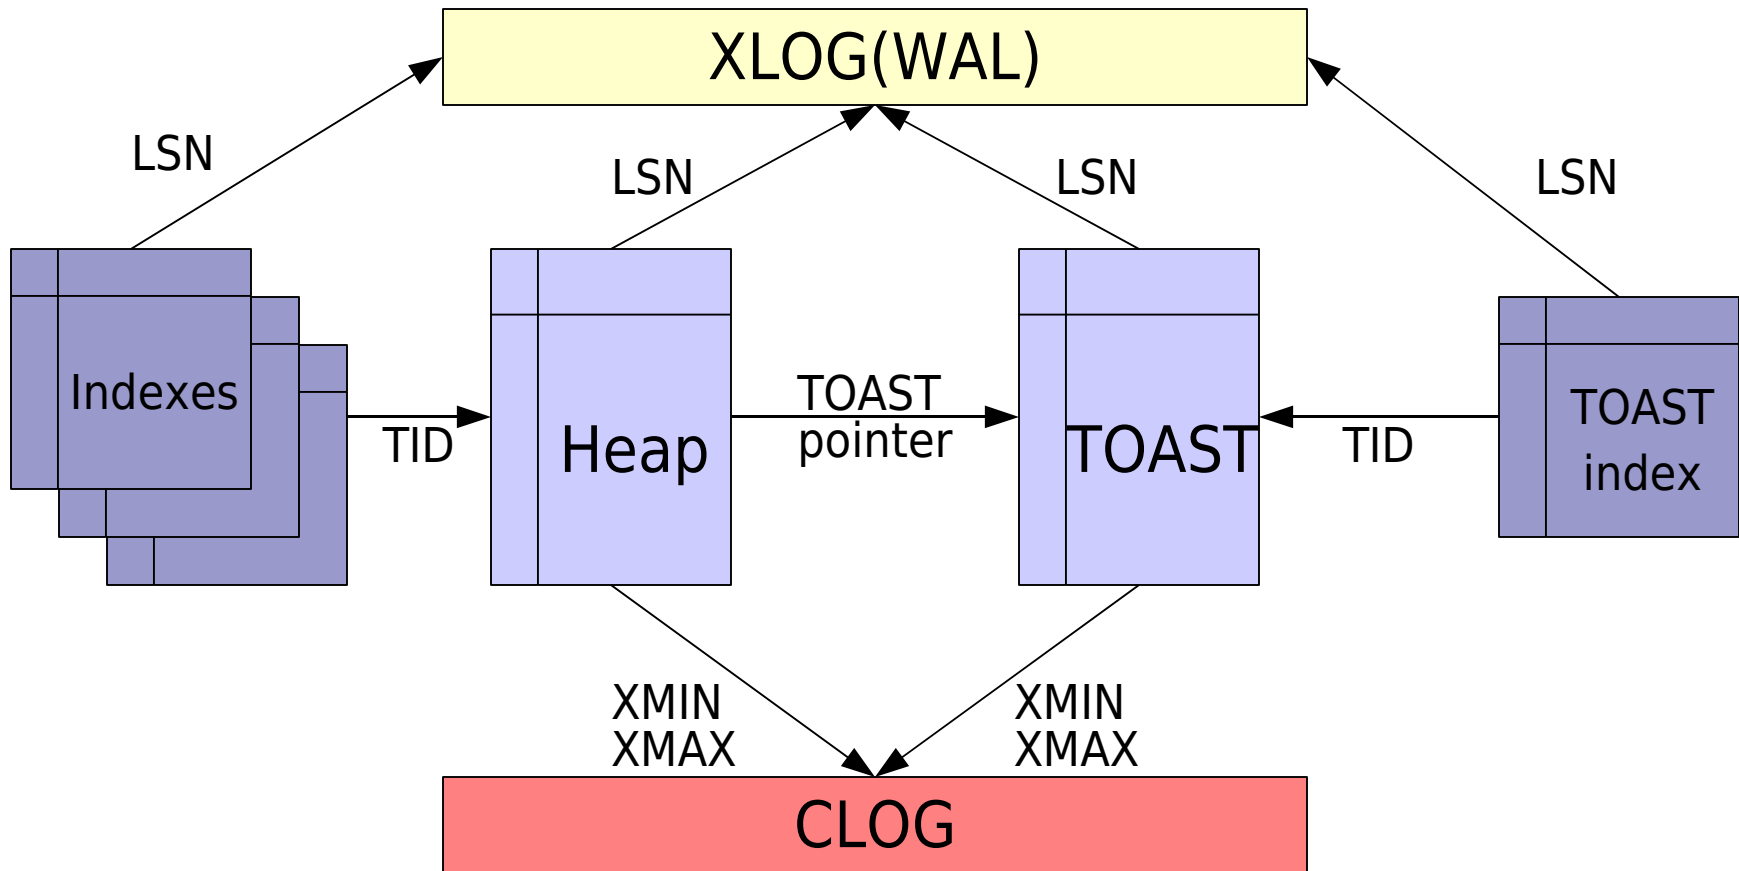 XLOG(WAL)
LSN
LSN
LSN
LSN
Indexes
TID
Heap
TOAST
pointer
TOAST
TID
TOAST
index
XMIN
XMAX
XMIN
XMAX
CLOG